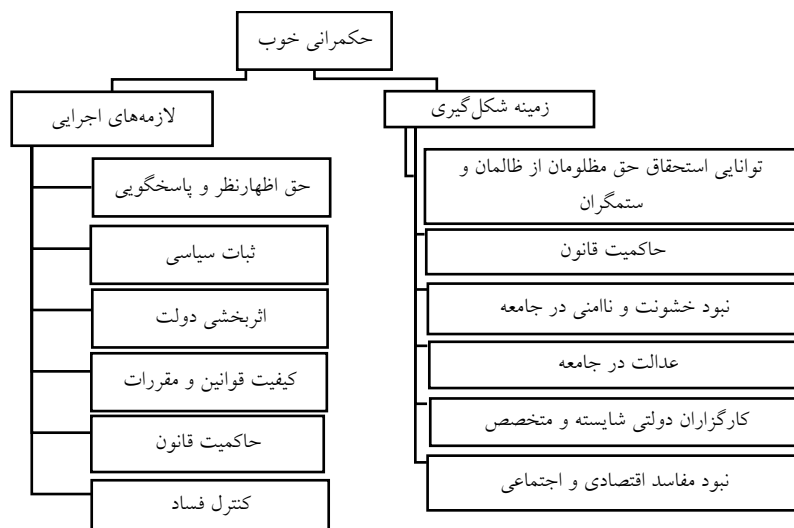 حکمرانی خوب
زمینه شکل‌گیری
توانایی استحقاق حق مظلومان از ظالمان و
ستمگران
حاکمیت قانون
نبود خشونت و ناامنی در جامعه
عدالت در جامعه
کارگزاران دولتی شایسته و متخصص
نبود مفاسد اقتصادی و اجتماعی
لازمه‌های اجرایی
حق اظهارنظر و پاسخگویی
ثبات سیاسی
اثربخشی دولت
کیفیت قوانین و مقررات
حاکمیت قانون
کنترل فساد